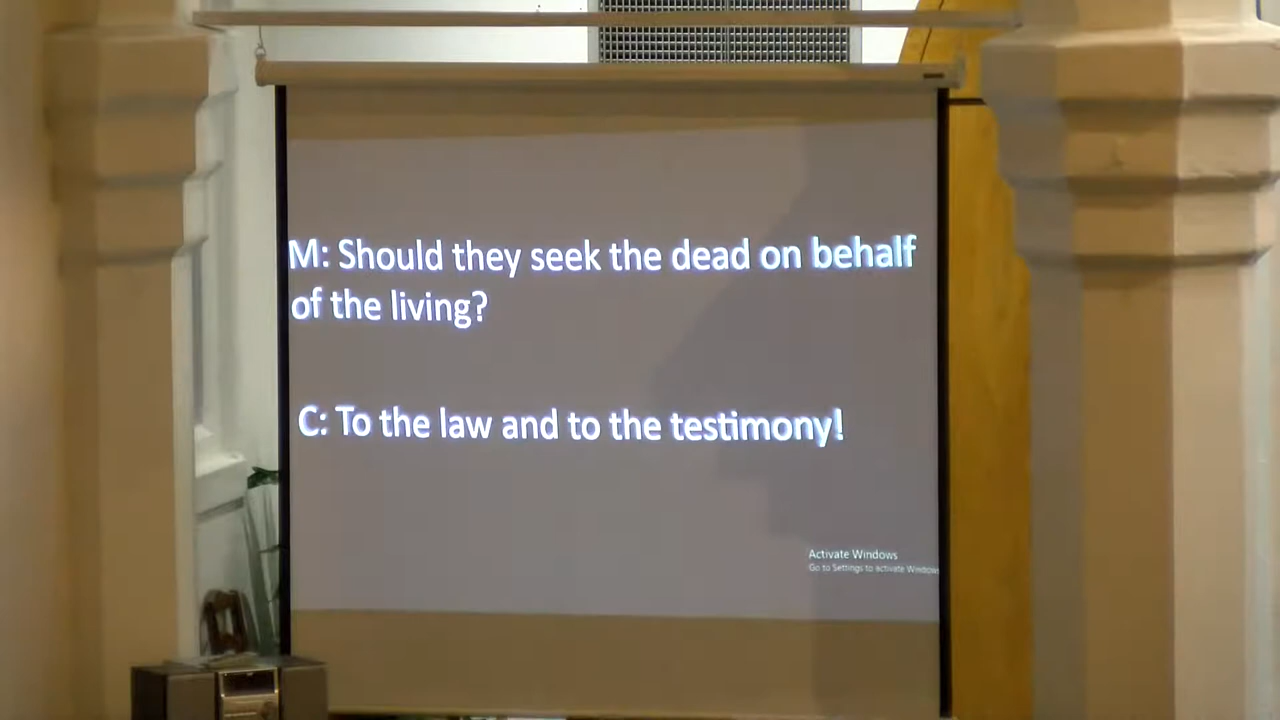 M: Should they seek the dead on behalf
of the living?
C: To the law and to the testimony!
Activate Windows
Go to Settings to activate Windows